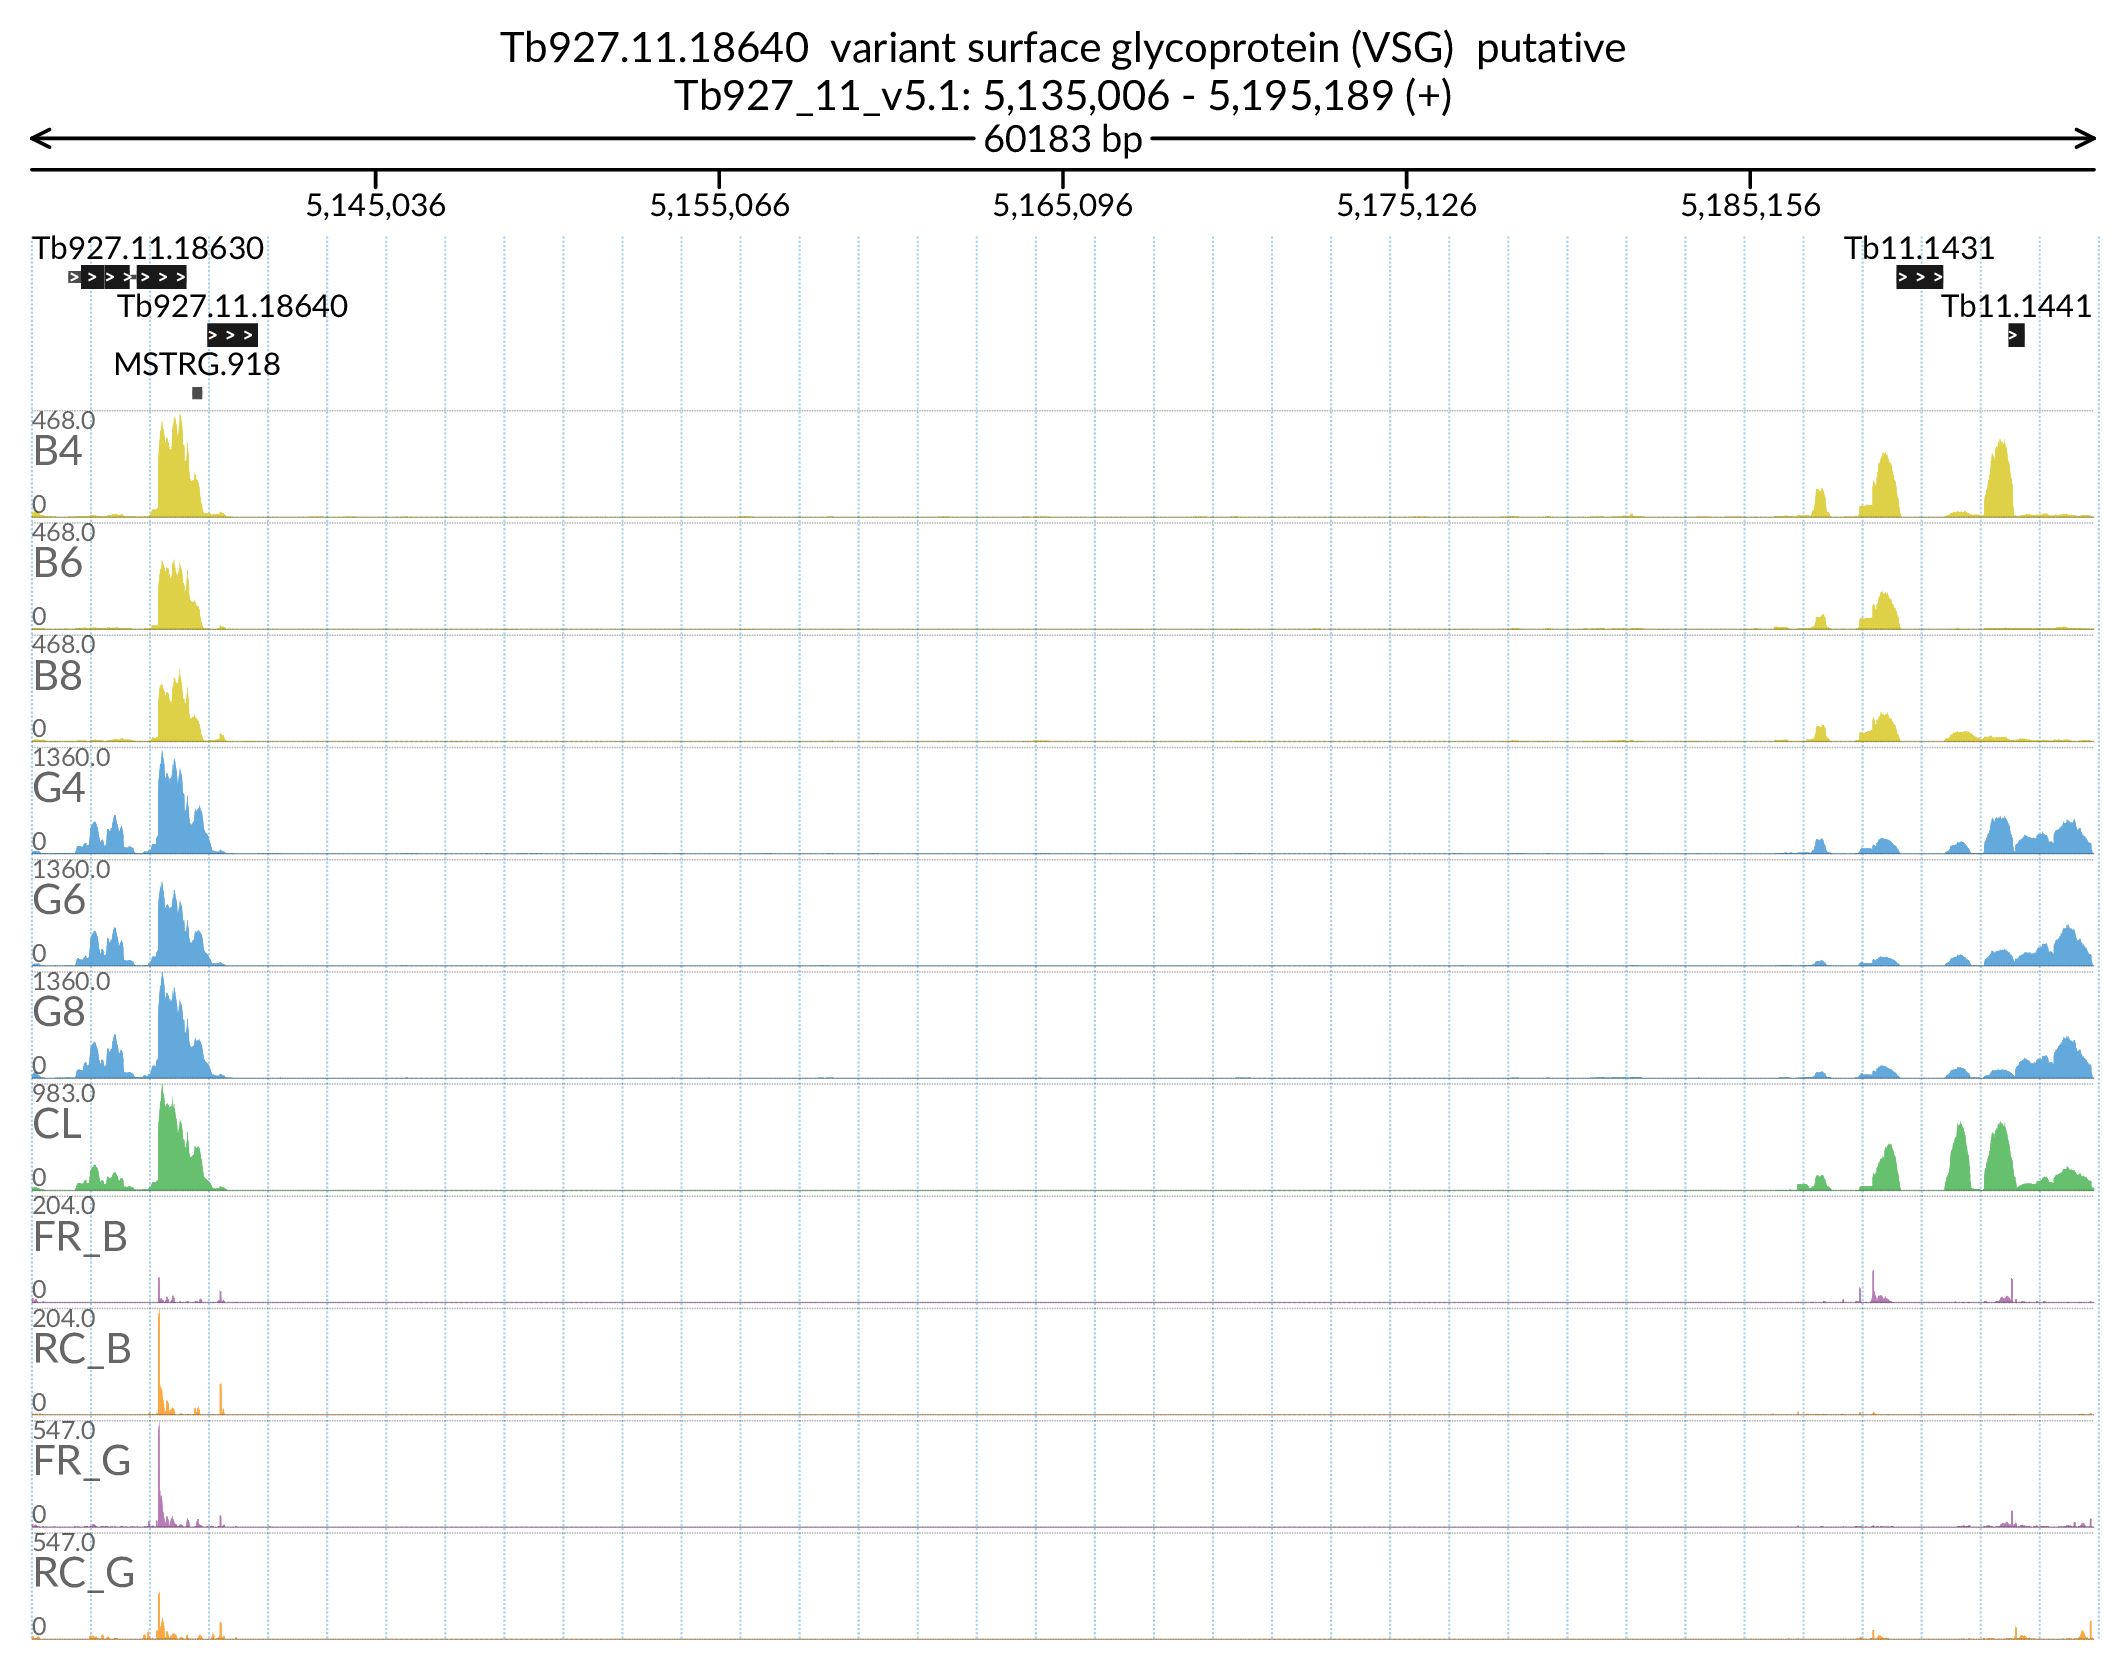 Tb927.11.18640  variant surface glycoprotein (VSG)  putative
Tb927_11_v5.1: 5,135,006 - 5,195,189 (+)
60183 bp
5,145,036 5,155,066 5,165,096 5,175,126 5,185,156
Tb927.11.18630 Tb11.1431
Tb927.11.18640 Tb11.1441
MSTRG.918
468.0
B4
0
468.0
B6
0
468.0
B8
0
1360.0
G4
0
1360.0
G6
0
1360.0
G8
0
983.0
CL
0
204.0
FR_B
0
204.0
RC_B
0
547.0
FR_G
0
547.0
RC_G
0